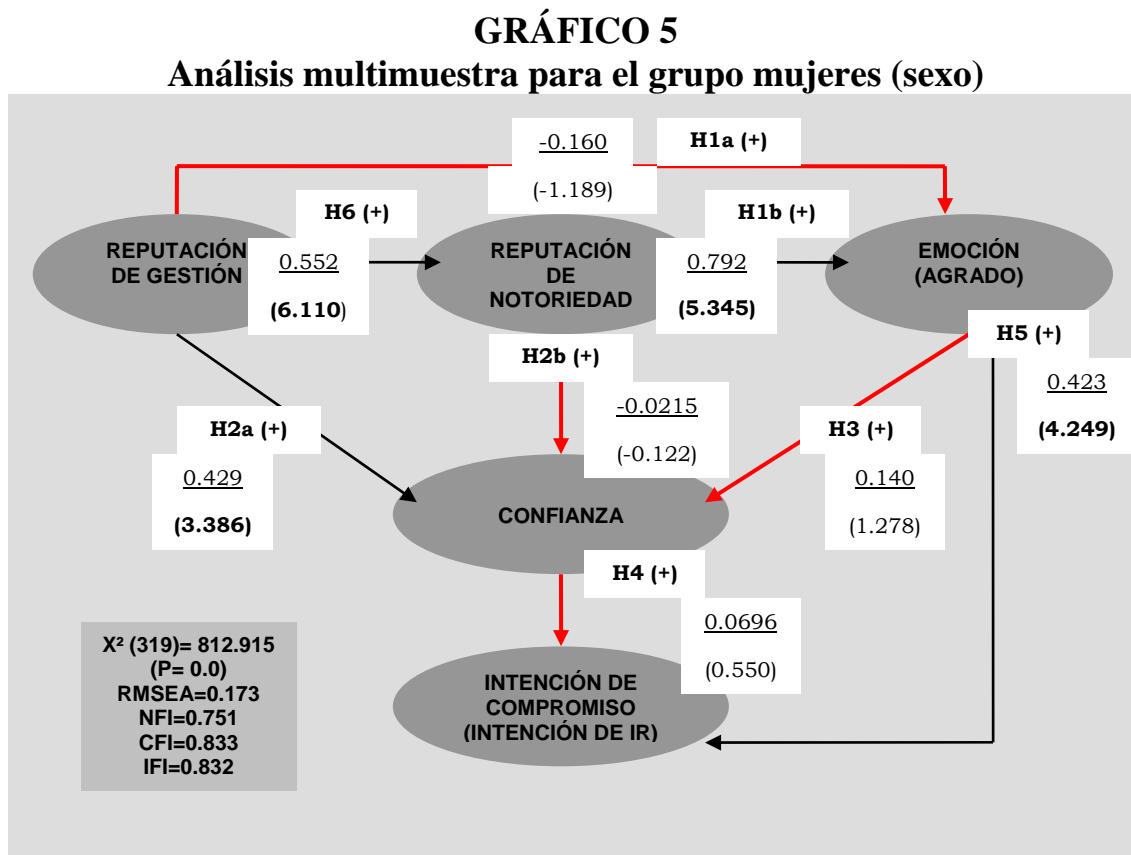 GRÁFICO 5
Análisis multimuestra para el grupo mujeres (sexo)
-0.160
(-1.189)
H1a (+)
H6 (+)
H1b (+)
REPUTACIÓN
DE GESTIÓN
0.552
(6.110)
REPUTACIÓN
DE
NOTORIEDAD
0.792
(5.345)
EMOCIÓN
(AGRADO)
H5 (+)
0.423
(4.249)
H2b (+)
-0.0215
(-0.122)
H2a (+)
0.429
(3.386)
H3 (+)
0.140
(1.278)
CONFIANZA
H4 (+)
0.0696
(0.550)
X² (319)= 812.915
(P= 0.0)
RMSEA=0.173
NFI=0.751
CFI=0.833
IFI=0.832
INTENCIÓN DE
COMPROMISO
(INTENCIÓN DE IR)